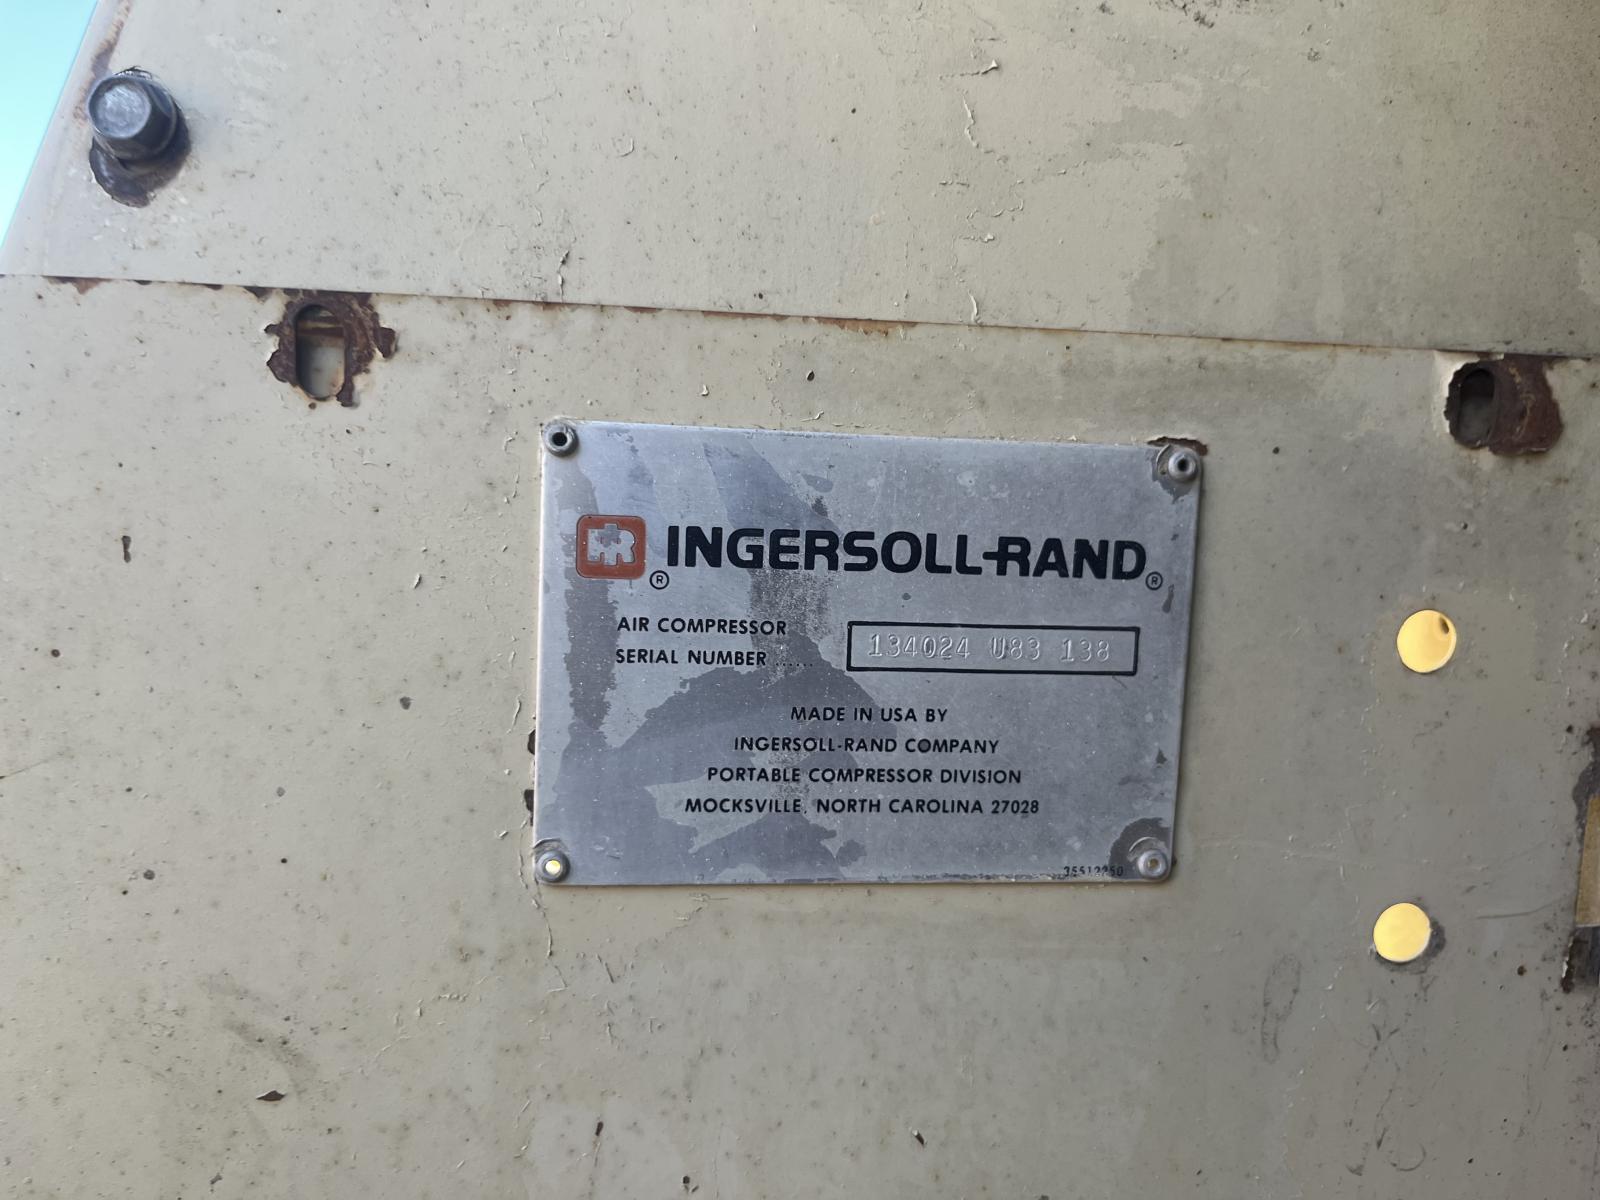 IR ® INGERSOLL-RAND ®
AIR COMPRESSOR
SERIAL NUMBER ...... 134024 U83 138
MADE IN USA BY
INGERSOLL-RAND COMPANY
PORTABLE COMPRESSOR DIVISION
MOCKSVILLE, NORTH CAROLINA 27028